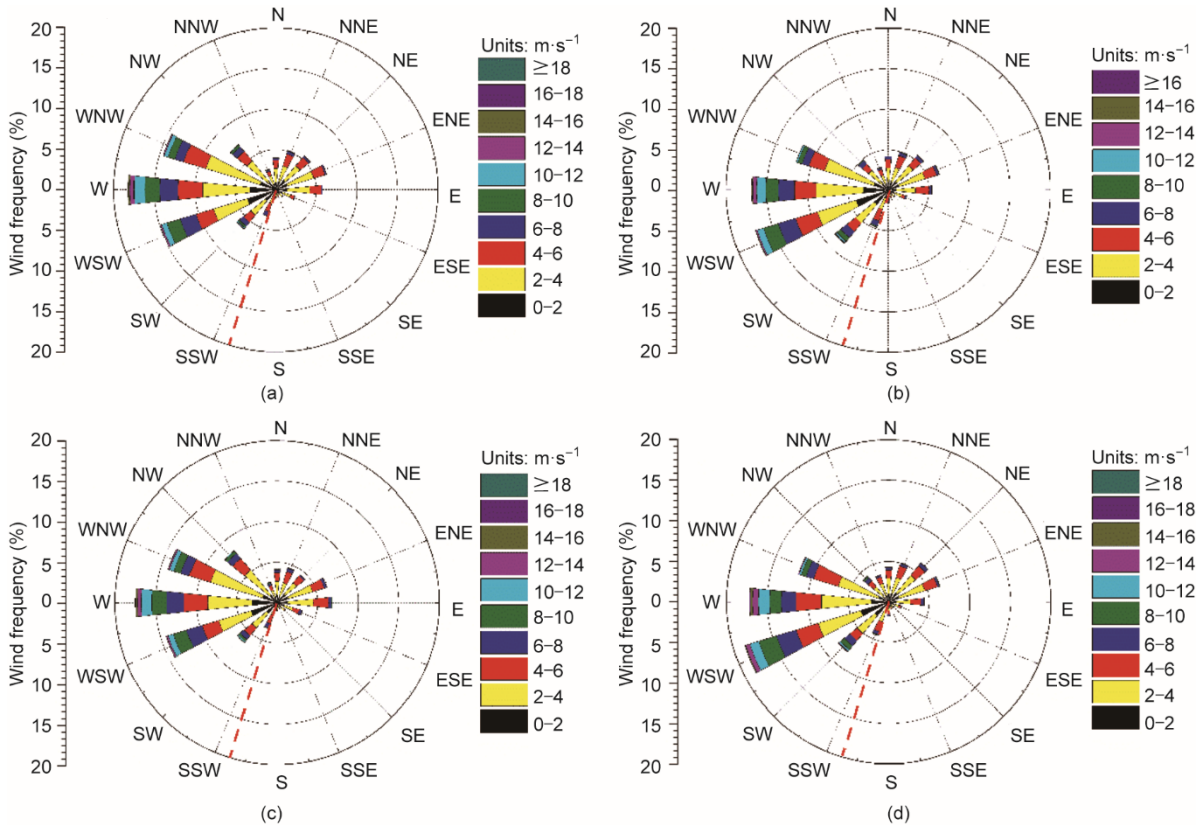 20
15
10
5
0
5
10
15
20
Wind frequency (%)
N
NNE
NE
ENE
E
ESE
SE
SSE
S
SSW
SW
WSW
W
WNW
NW
NNW
Units: m·s⁻¹
≥18
16–18
14–16
12–14
10–12
8–10
6–8
4–6
2–4
0–2
(a)
20
15
10
5
0
5
10
15
20
Wind frequency (%)
N
NNE
NE
ENE
E
ESE
SE
SSE
S
SSW
SW
WSW
W
WNW
NW
NNW
Units: m·s⁻¹
≥16
14–16
12–14
10–12
8–10
6–8
4–6
2–4
0–2
(b)
20
15
10
5
0
5
10
15
20
Wind frequency (%)
N
NNE
NE
ENE
E
ESE
SE
SSE
S
SSW
SW
WSW
W
WNW
NW
NNW
Units: m·s⁻¹
≥18
16–18
14–16
12–14
10–12
8–10
6–8
4–6
2–4
0–2
(c)
20
15
10
5
0
5
10
15
20
Wind frequency (%)
N
NNE
NE
ENE
E
ESE
SE
SSE
S
SSW
SW
WSW
W
WNW
NW
NNW
Units: m·s⁻¹
≥18
16–18
14–16
12–14
10–12
8–10
6–8
4–6
2–4
0–2
(d)